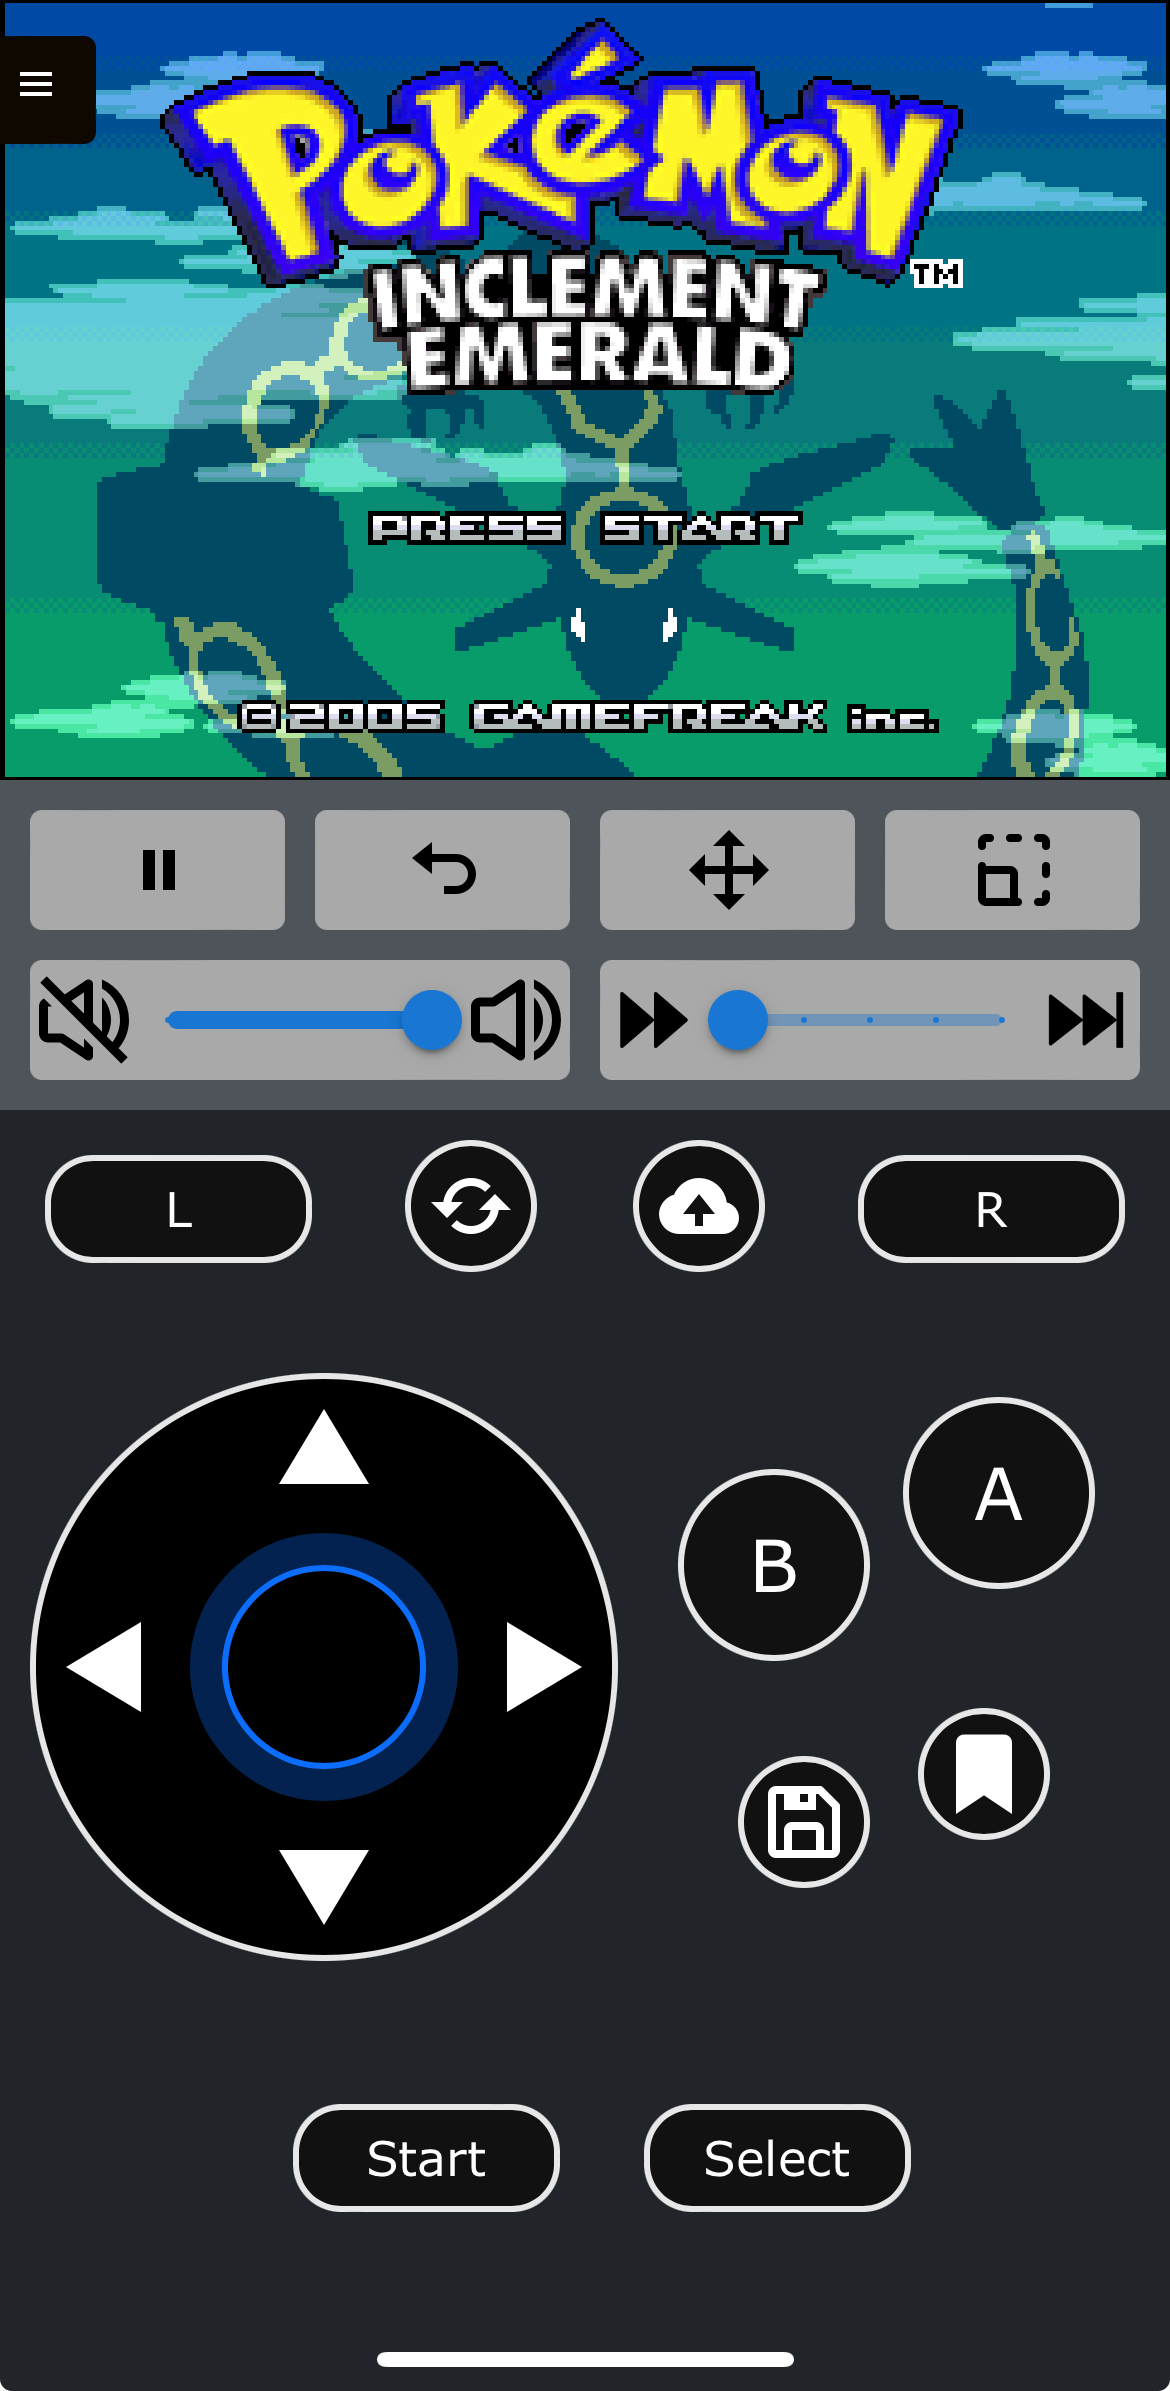 POKéMON
TM
INCLEMENT
EMERALD
PRESS START
©2005 GAMEFREAK inc.
L
R
A
B
Start
Select